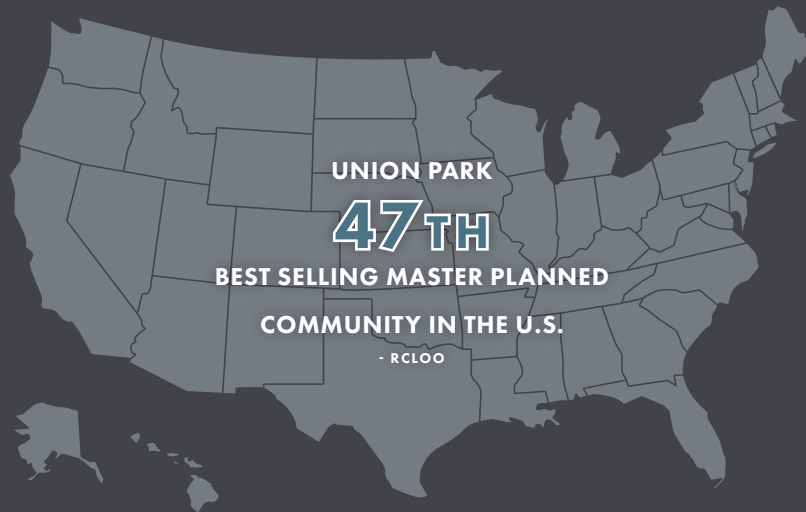 UNION PARK
47TH
BEST SELLING MASTER PLANNED
COMMUNITY IN THE U.S.
- RCLOO